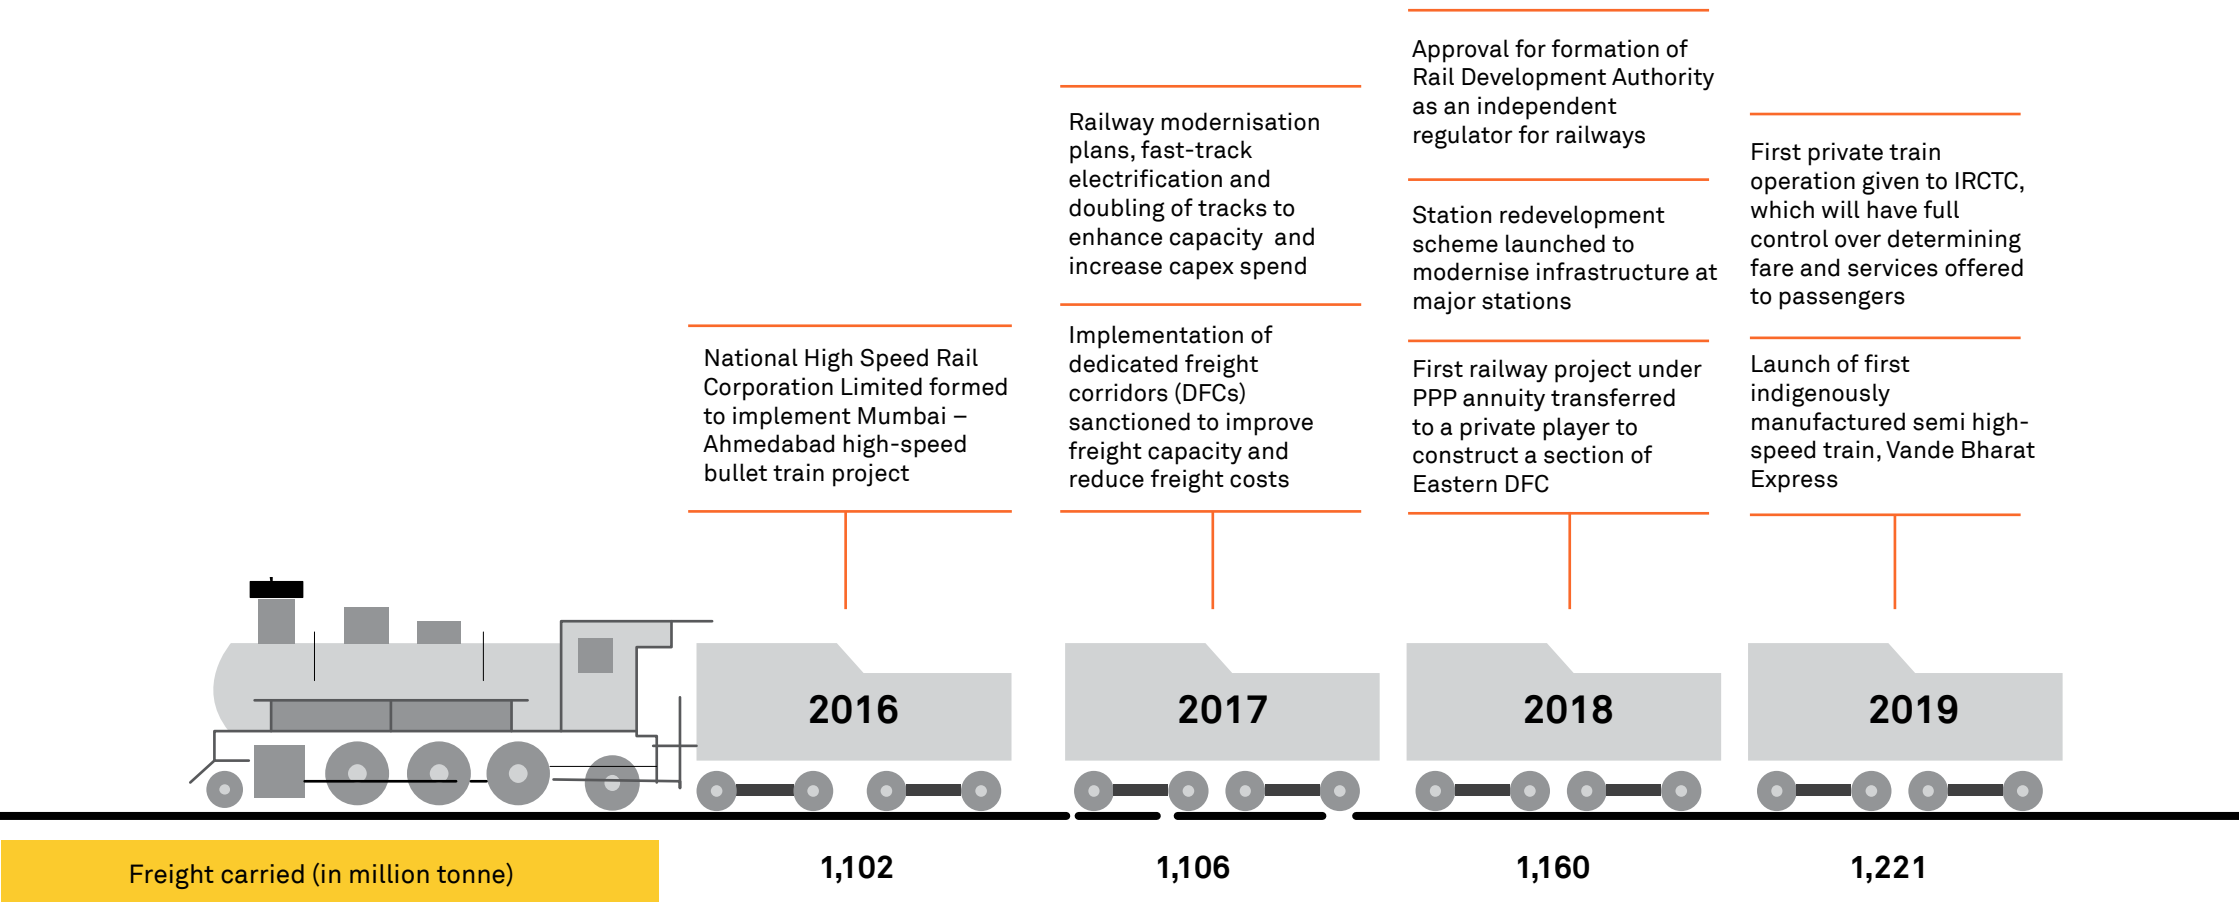 National High Speed Rail
Corporation Limited formed
to implement Mumbai –
Ahmedabad high-speed
bullet train project
Railway modernisation
plans, fast-track
electrification and
doubling of tracks to
enhance capacity and
increase capex spend
Implementation of
dedicated freight
corridors (DFCs)
sanctioned to improve
freight capacity and
reduce freight costs
Approval for formation of
Rail Development Authority
as an independent
regulator for railways
Station redevelopment
scheme launched to
modernise infrastructure at
major stations
First railway project under
PPP annuity transferred
to a private player to
construct a section of
Eastern DFC
First private train
operation given to IRCTC,
which will have full
control over determining
fare and services offered
to passengers
Launch of first
indigenously
manufactured semi high-
speed train, Vande Bharat
Express
2016
2017
2018
2019
Freight carried (in million tonne)
1,102
1,106
1,160
1,221